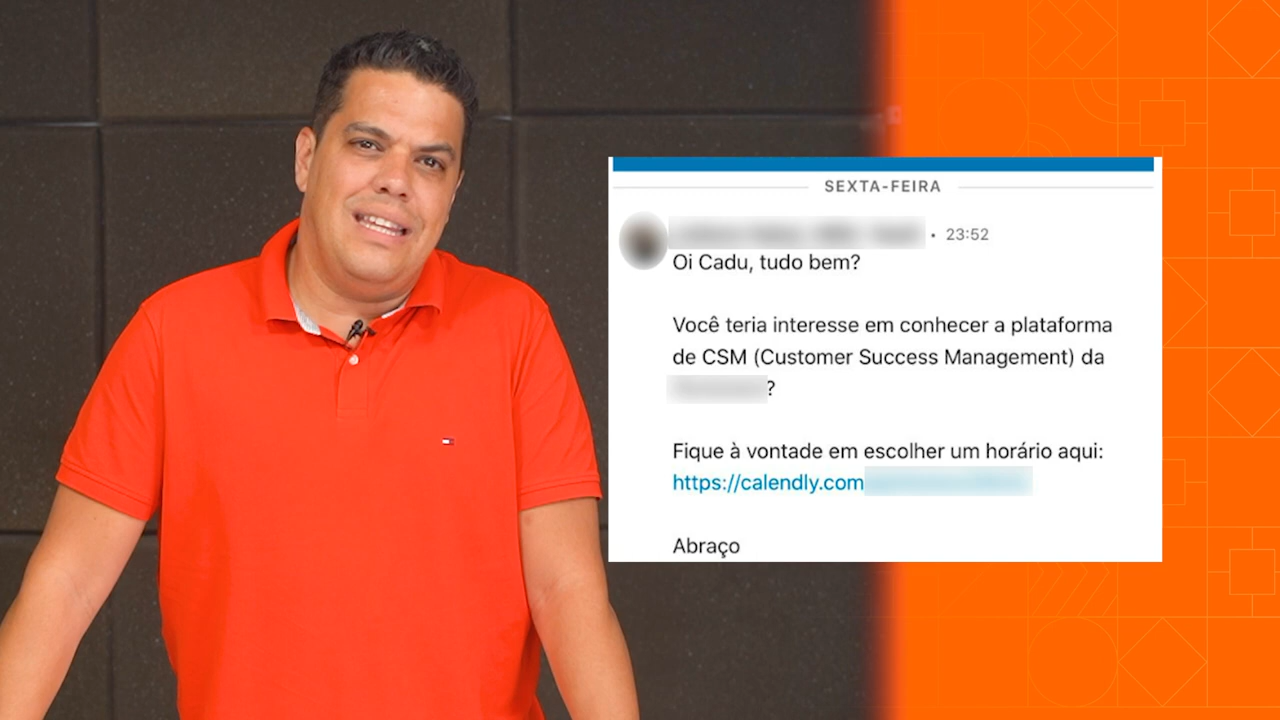 SEXTA-FEIRA
· 23:52
Oi Cadu, tudo bem?
Você teria interesse em conhecer a plataforma
de CSM (Customer Success Management) da
?
Fique à vontade em escolher um horário aqui:
https://calendly.com
Abraço